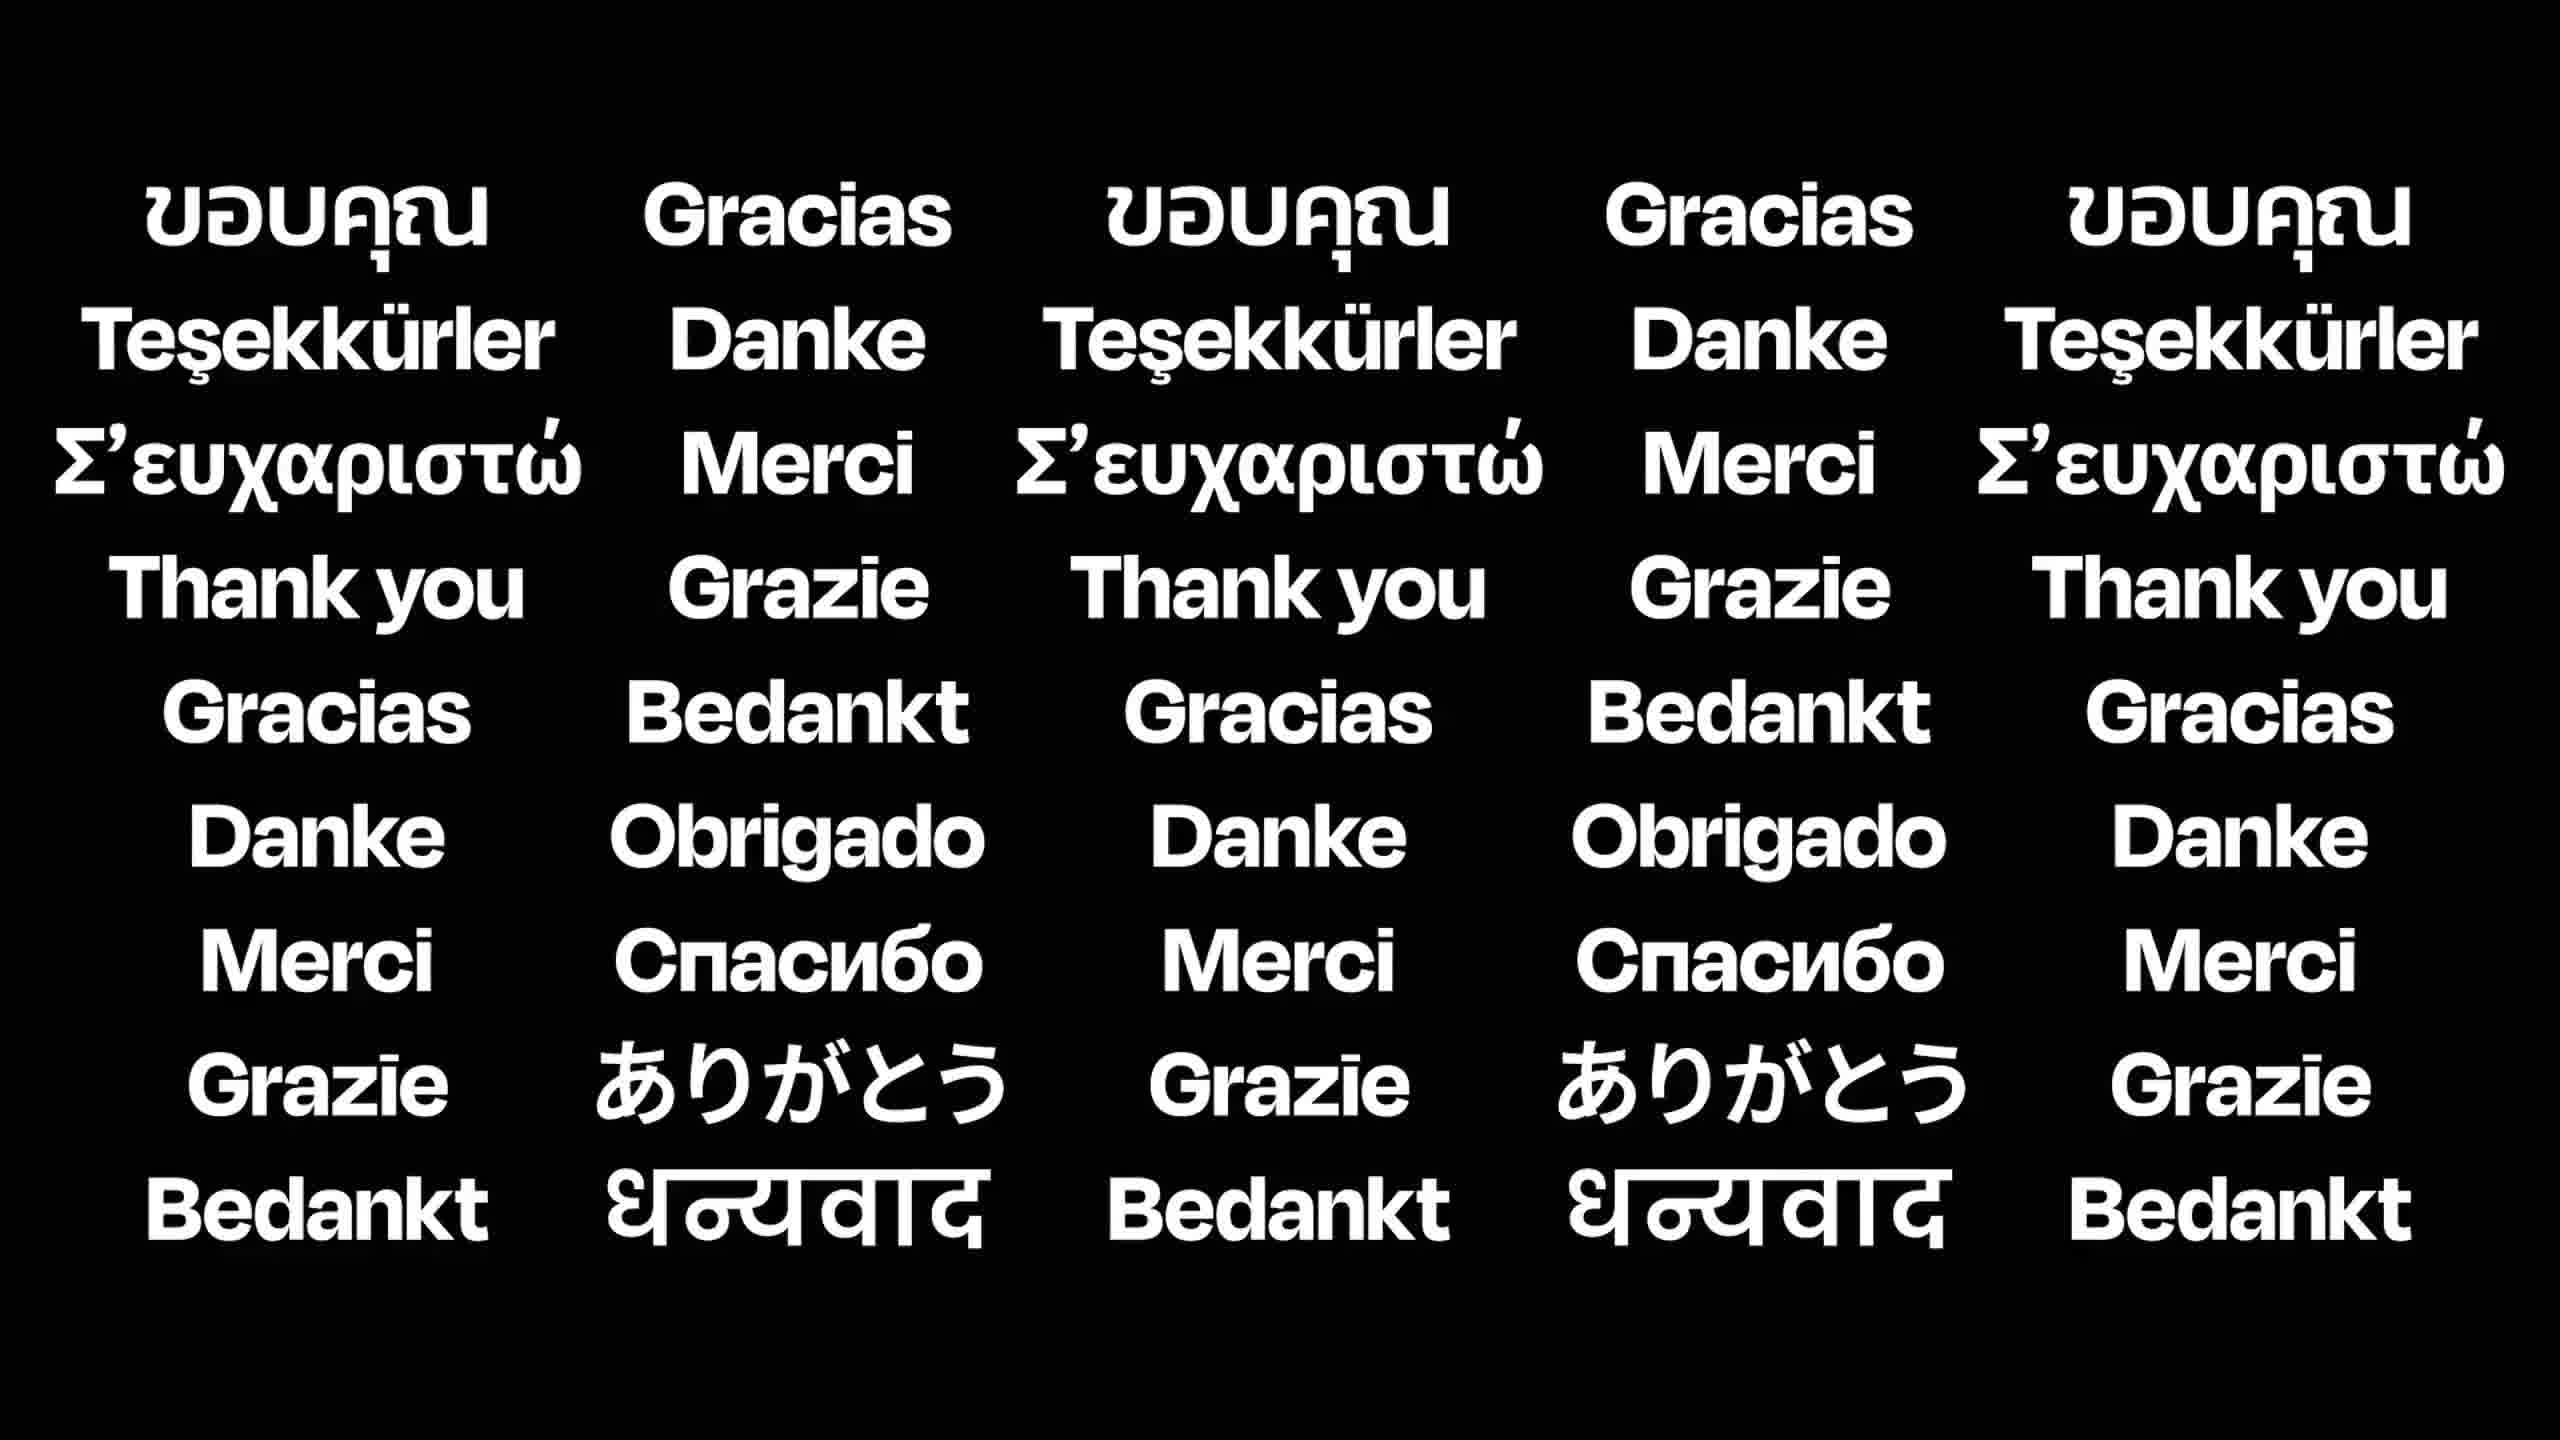 ขอบคุณ Gracias ขอบคุณ Gracias ขอบคุณ
Teşekkürler Danke Teşekkürler Danke Teşekkürler
Σ’ευχαριστώ Merci Σ’ευχαριστώ Merci Σ’ευχαριστώ
Thank you Grazie Thank you Grazie Thank you
Gracias Bedankt Gracias Bedankt Gracias
Danke Obrigado Danke Obrigado Danke
Merci Спасибо Merci Спасибо Merci
Grazie ありがとう Grazie ありがとう Grazie
Bedankt धन्यवाद Bedankt धन्यवाद Bedankt